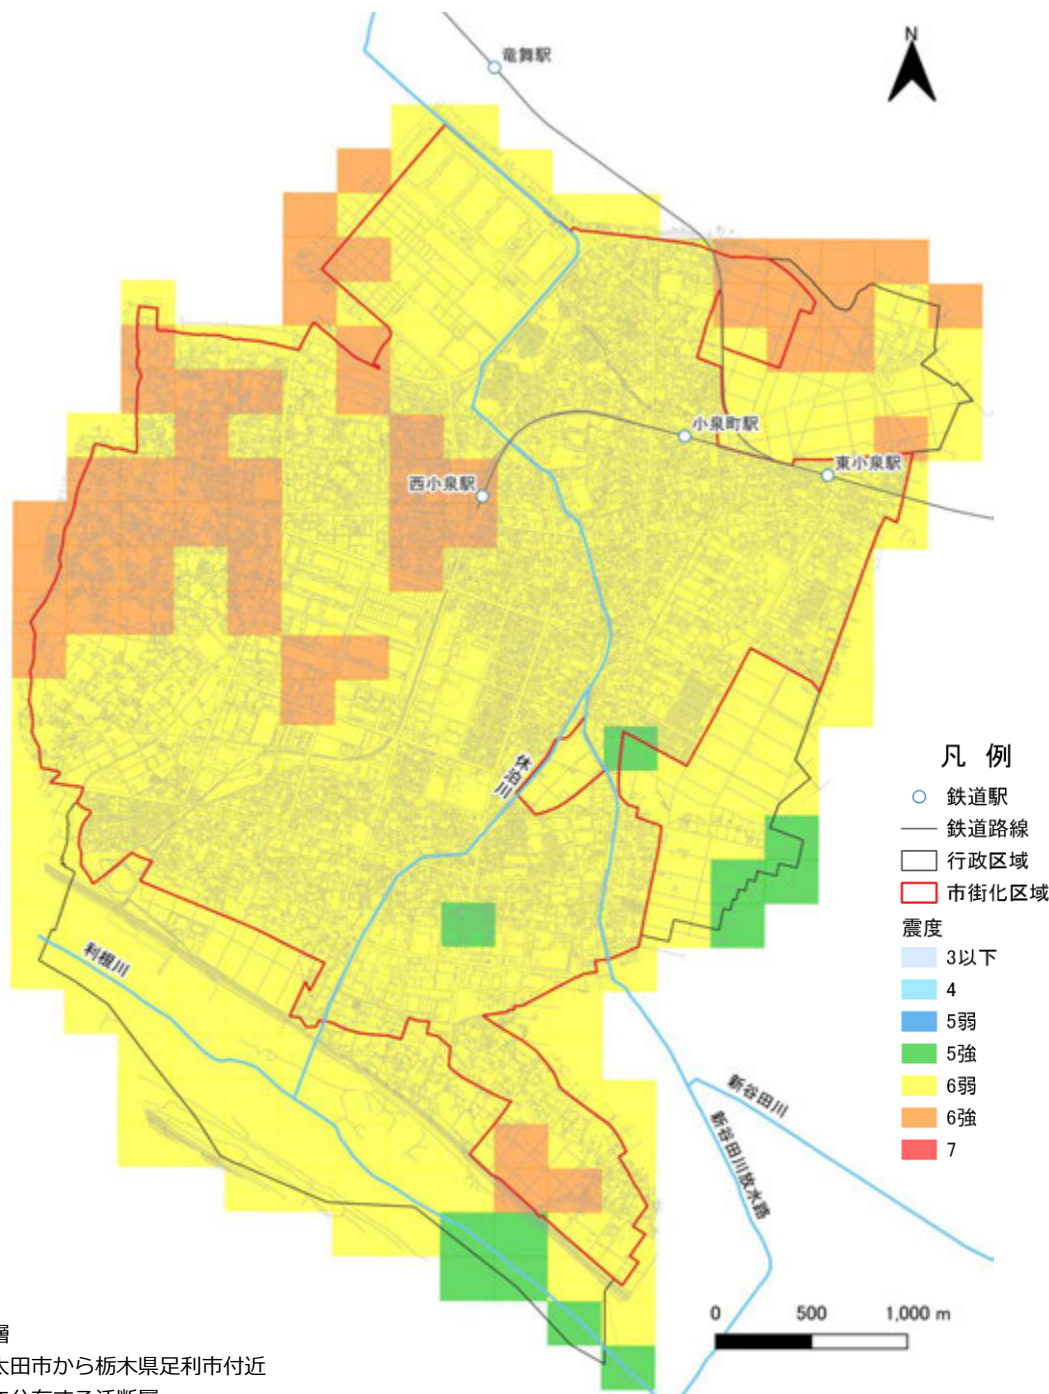 竜舞駅
N
小泉町駅
東小泉駅
西小泉駅
休泊川
利根川
新谷田川
新谷田川放水路
凡 例
鉄道駅
鉄道路線
行政区域
市街化区域
震度
3以下
4
5弱
5強
6弱
6強
7
0 500 1,000 m
層
太田市から栃木県足利市付近